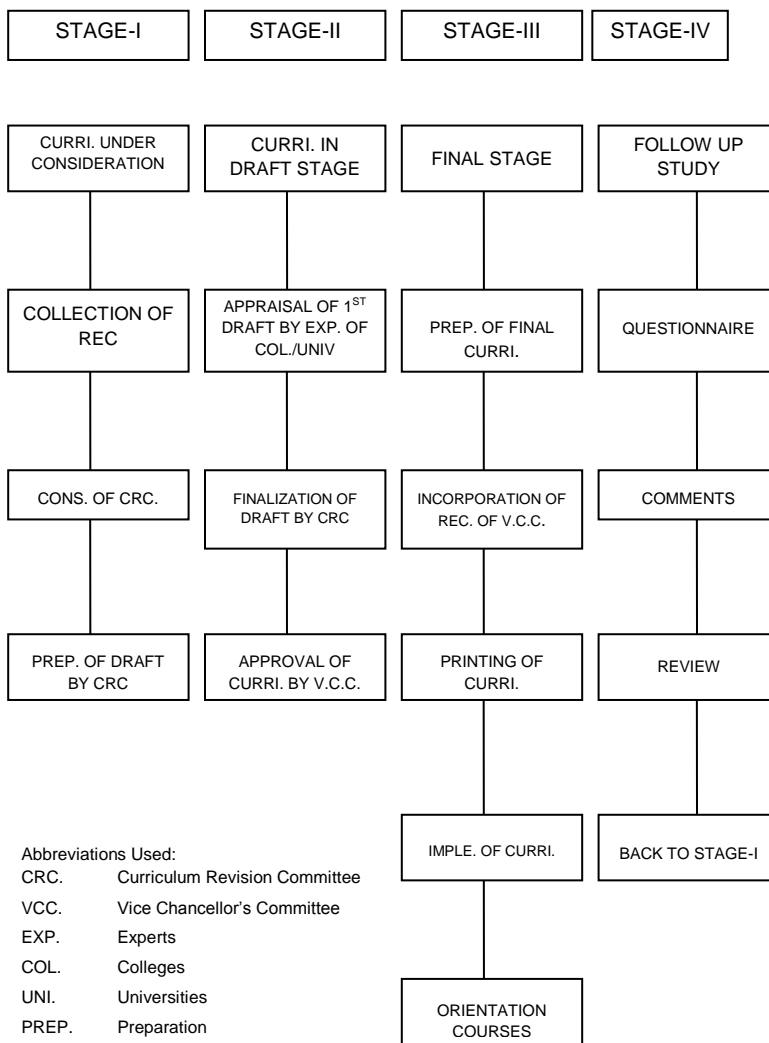 STAGE-I
STAGE-II
STAGE-III
STAGE-IV
CURRI. UNDER
CONSIDERATION
COLLECTION OF
REC
CONS. OF CRC.
PREP. OF DRAFT
BY CRC
CURRI. IN
DRAFT STAGE
APPRAISAL OF 1ST
DRAFT BY EXP. OF
COL./UNIV
FINALIZATION OF
DRAFT BY CRC
APPROVAL OF
CURRI. BY V.C.C.
FINAL STAGE
PREP. OF FINAL
CURRI.
INCORPORATION OF
REC. OF V.C.C.
PRINTING OF
CURRI.
IMPLE. OF CURRI.
ORIENTATION
COURSES
FOLLOW UP
STUDY
QUESTIONNAIRE
COMMENTS
REVIEW
BACK TO STAGE-I
Abbreviations Used:
CRC. Curriculum Revision Committee
VCC. Vice Chancellor’s Committee
EXP. Experts
COL. Colleges
UNI. Universities
PREP. Preparation